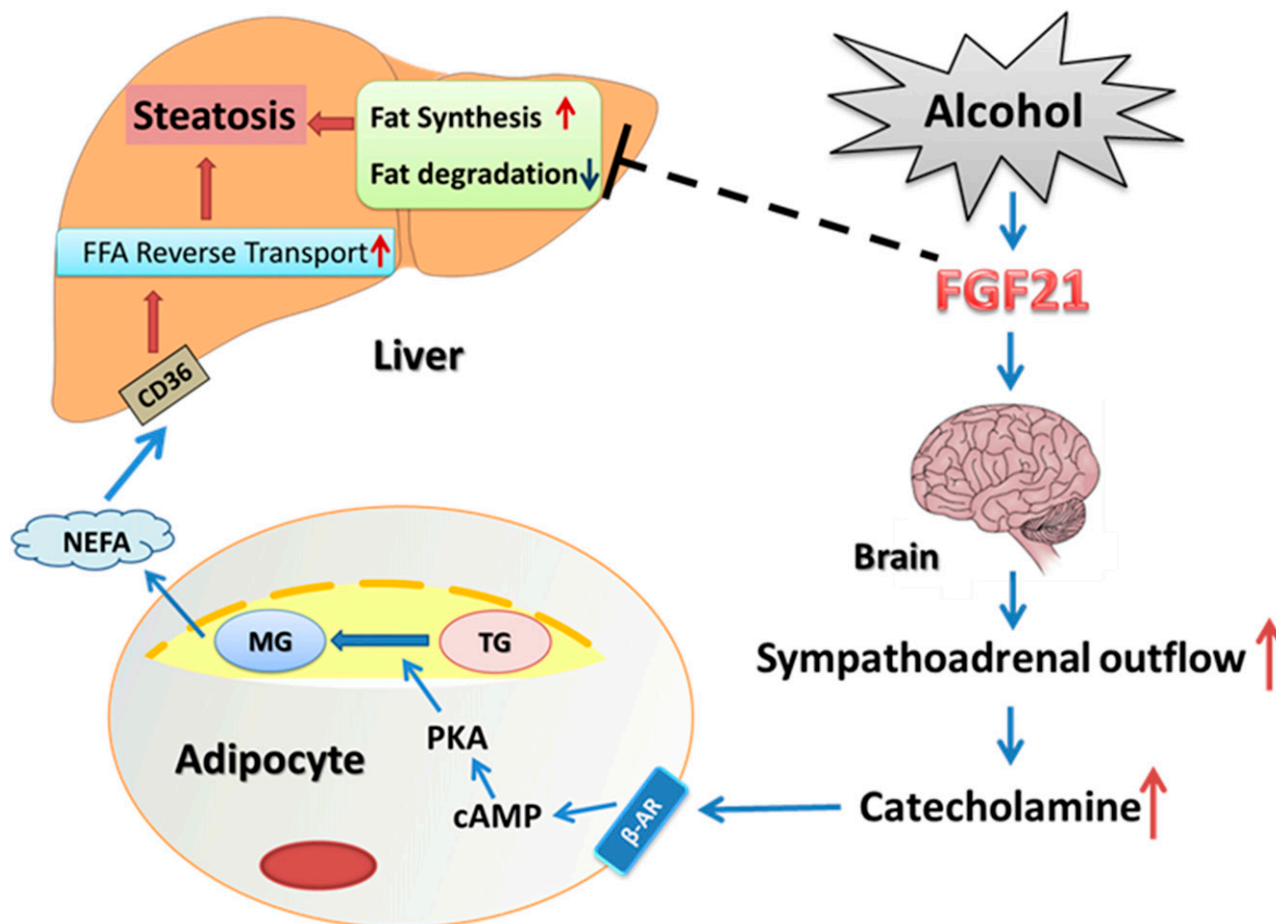 Alcohol
Steatosis
Fat Synthesis
Fat degradation
FFA Reverse Transport
FGF21
Liver
CD36
Brain
NEFA
MG
TG
Sympathoadrenal outflow
PKA
Adipocyte
cAMP
β-AR
Catecholamine